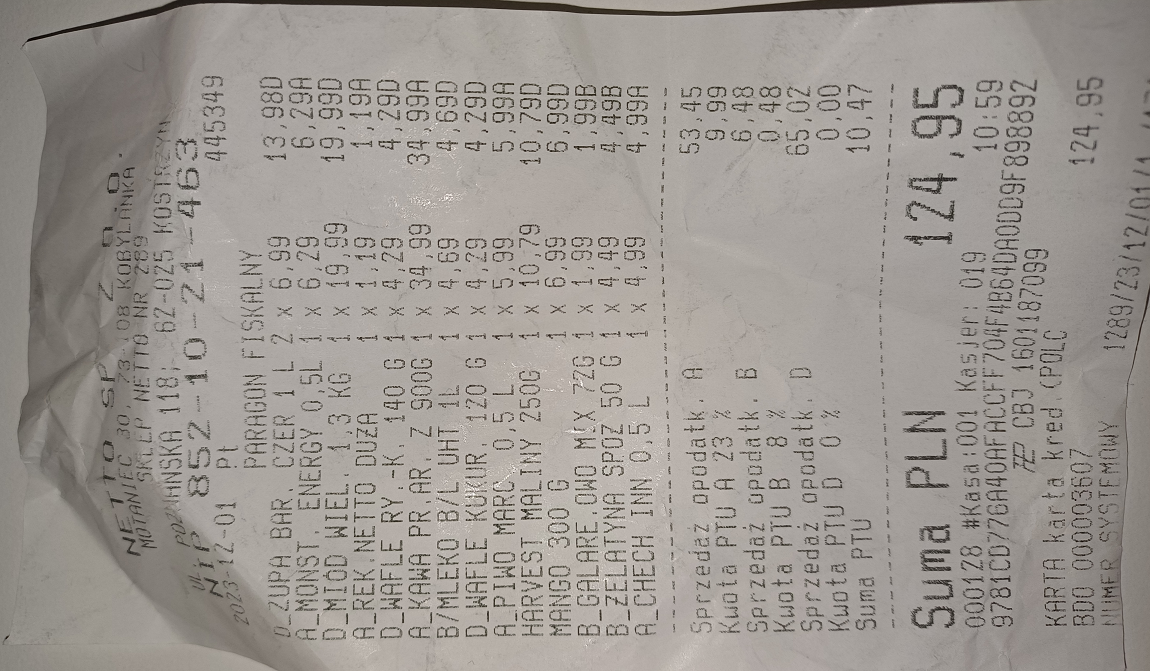 NETTO SP. Z O.O.
MOTANIEC 30, 73-108 KOBYLANKA.
SKLEP NETTO NR 289
UL. POZNAŃSKA 118; 62-025 KOSTRZYN
NIP 852-10-21-463
2023-12-01 Pt 445349
PARAGON FISKALNY
D_ZUPA BAR. CZER 1 L 2 x 6,99 13,98D
A_MONST. ENERGY 0.5L 1 x 6,29 6,29A
D_MIÓD WIEL. 1,3 KG 1 x 19,99 19,99D
A_REK.NETTO DUŻA 1 x 1,19 1,19A
D_WAFLE RY.-K. 140 G 1 x 4,29 4,29D
A_KAWA PR.AR. Z 900G 1 x 34,99 34,99A
B/MLEKO BYL UHT 1L 1 x 4,69 4,69D
D_WAFLE KUKUR. 120 G 1 x 4,29 4,29D
A_PIWO MARC 0,5 L 1 x 5,99 5,99A
HARVEST MALINY 250G 1 x 10,79 10,79D
MANGO 300 G 1 x 6,99 6,99D
B_GALARE.OWO MIX 72G 1 x 1,99 1,99B
B_ŻELATYNA SPOŻ 50 G 1 x 4,49 4,49B
A_CHECH INN 0,5 L 1 x 4,99 4,99A
Sprzedaż opodatk. A 53,45
Kwota PTU A 23 % 9,99
Sprzedaż opodatk. B 6,48
Kwota PTU B 8 % 0,48
Sprzedaż opodatk. D 65,02
Kwota PTU D 0 % 0,00
Suma PTU 10,47
Suma PLN 124,95
000128 #Kasa:001 Kasjer: 019 10:59
9781CD776A40AFACCFF704F4B64DA0DD9F898892
CBJ 1601187099
KARTA karta kred.(POLC 124,95
BDO 000003607
NUMER SYSTEMOWY 1289/23/12/01/1